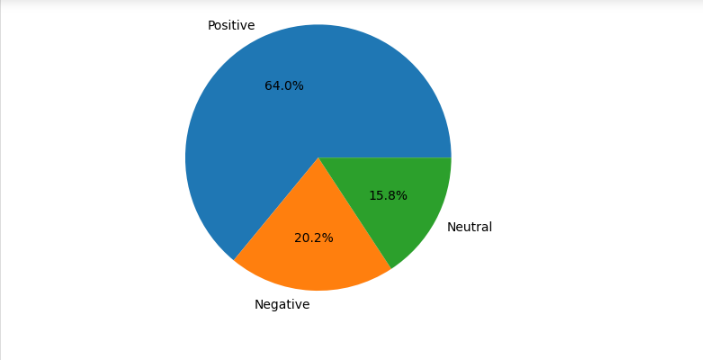 Positive
64.0%
15.8%
Neutral
20.2%
Negative